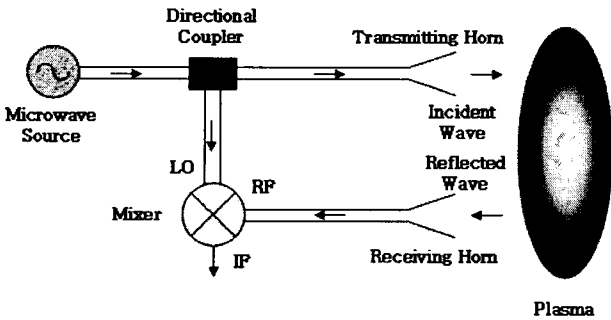 Directional
Coupler
Transmitting Horn
Microwave
Source
Incident
Wave
Reflected
Wave
LO
RF
Mixer
IF
Receiving Horn
Plasma